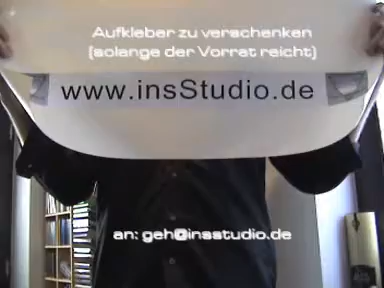 Aufkleber zu verschenken
(solange der Vorrat reicht)
www.insStudio.de
an: geh@insstudio.de